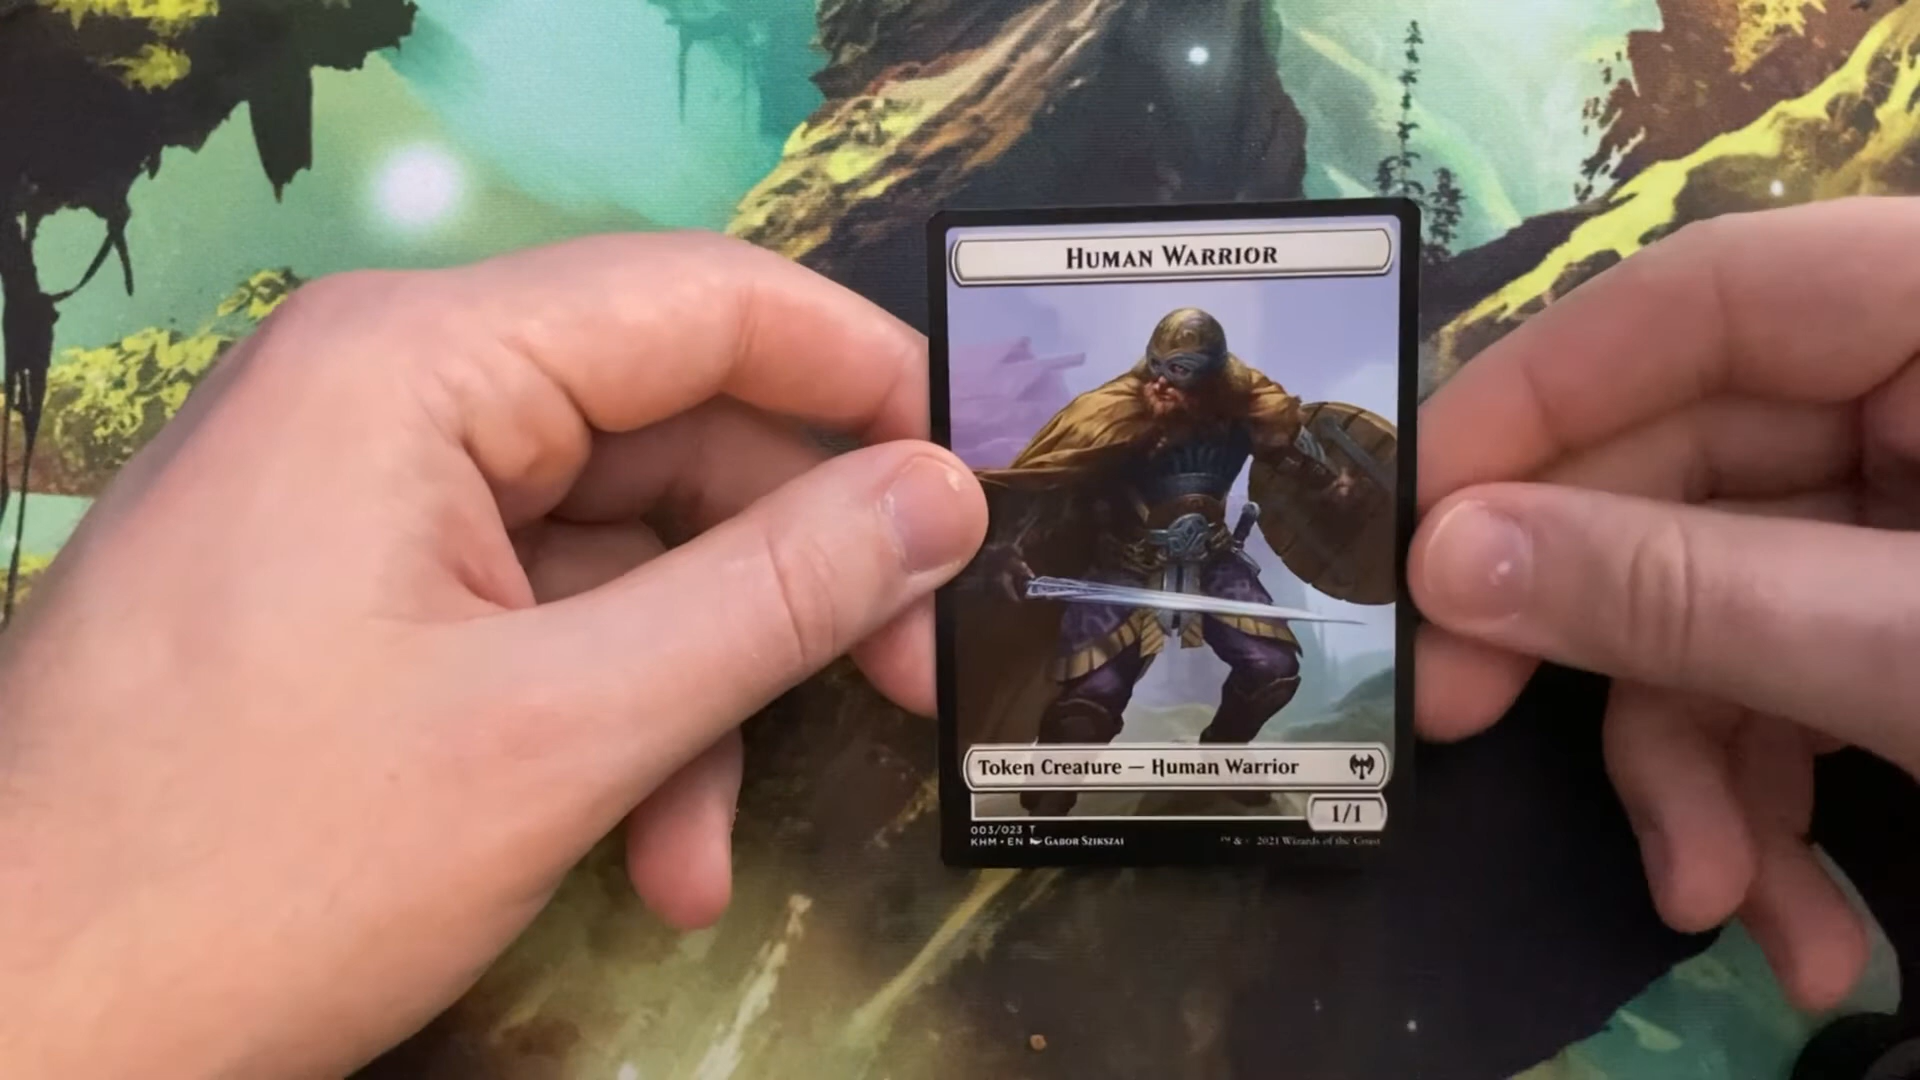 HUMAN WARRIOR
Token Creature — Human Warrior
1/1
003/023 T
KHM • EN GABOR SZIKSZAI
™ & 2021 Wizards of the Coast